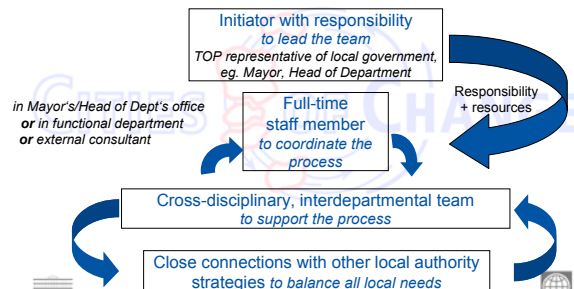 Initiator with responsibility
to lead the team
TOP representative of local government,
eg. Mayor, Head of Department
Responsibility
+ resources
in Mayor's/Head of Dept's office
or in functional department
or external consultant
Full-time
staff member
to coordinate the
process
CITIES OF CHANGE
Cross-disciplinary, interdepartmental team
to support the process
Close connections with other local authority
strategies to balance all local needs